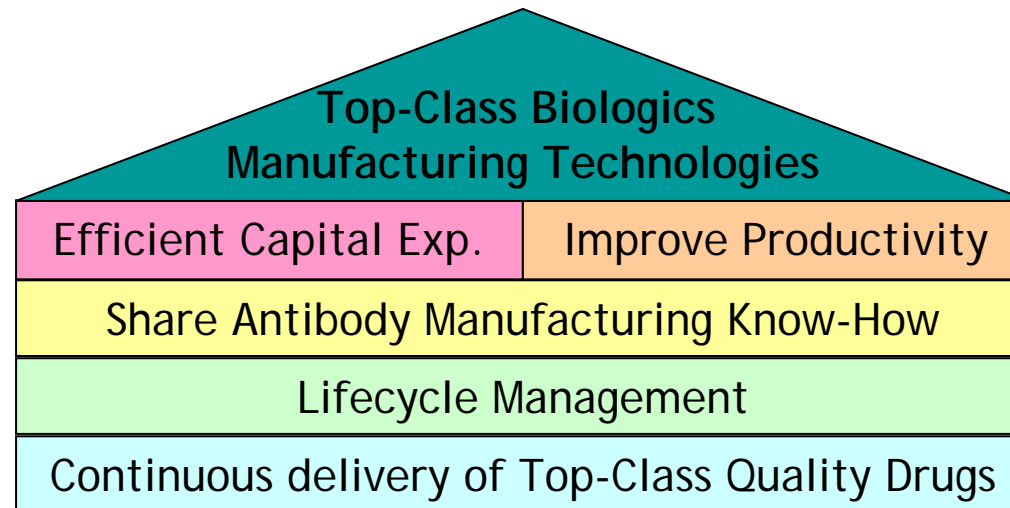 Top-Class Biologics
Manufacturing Technologies
Efficient Capital Exp.
Improve Productivity
Share Antibody Manufacturing Know-How
Lifecycle Management
Continuous delivery of Top-Class Quality Drugs